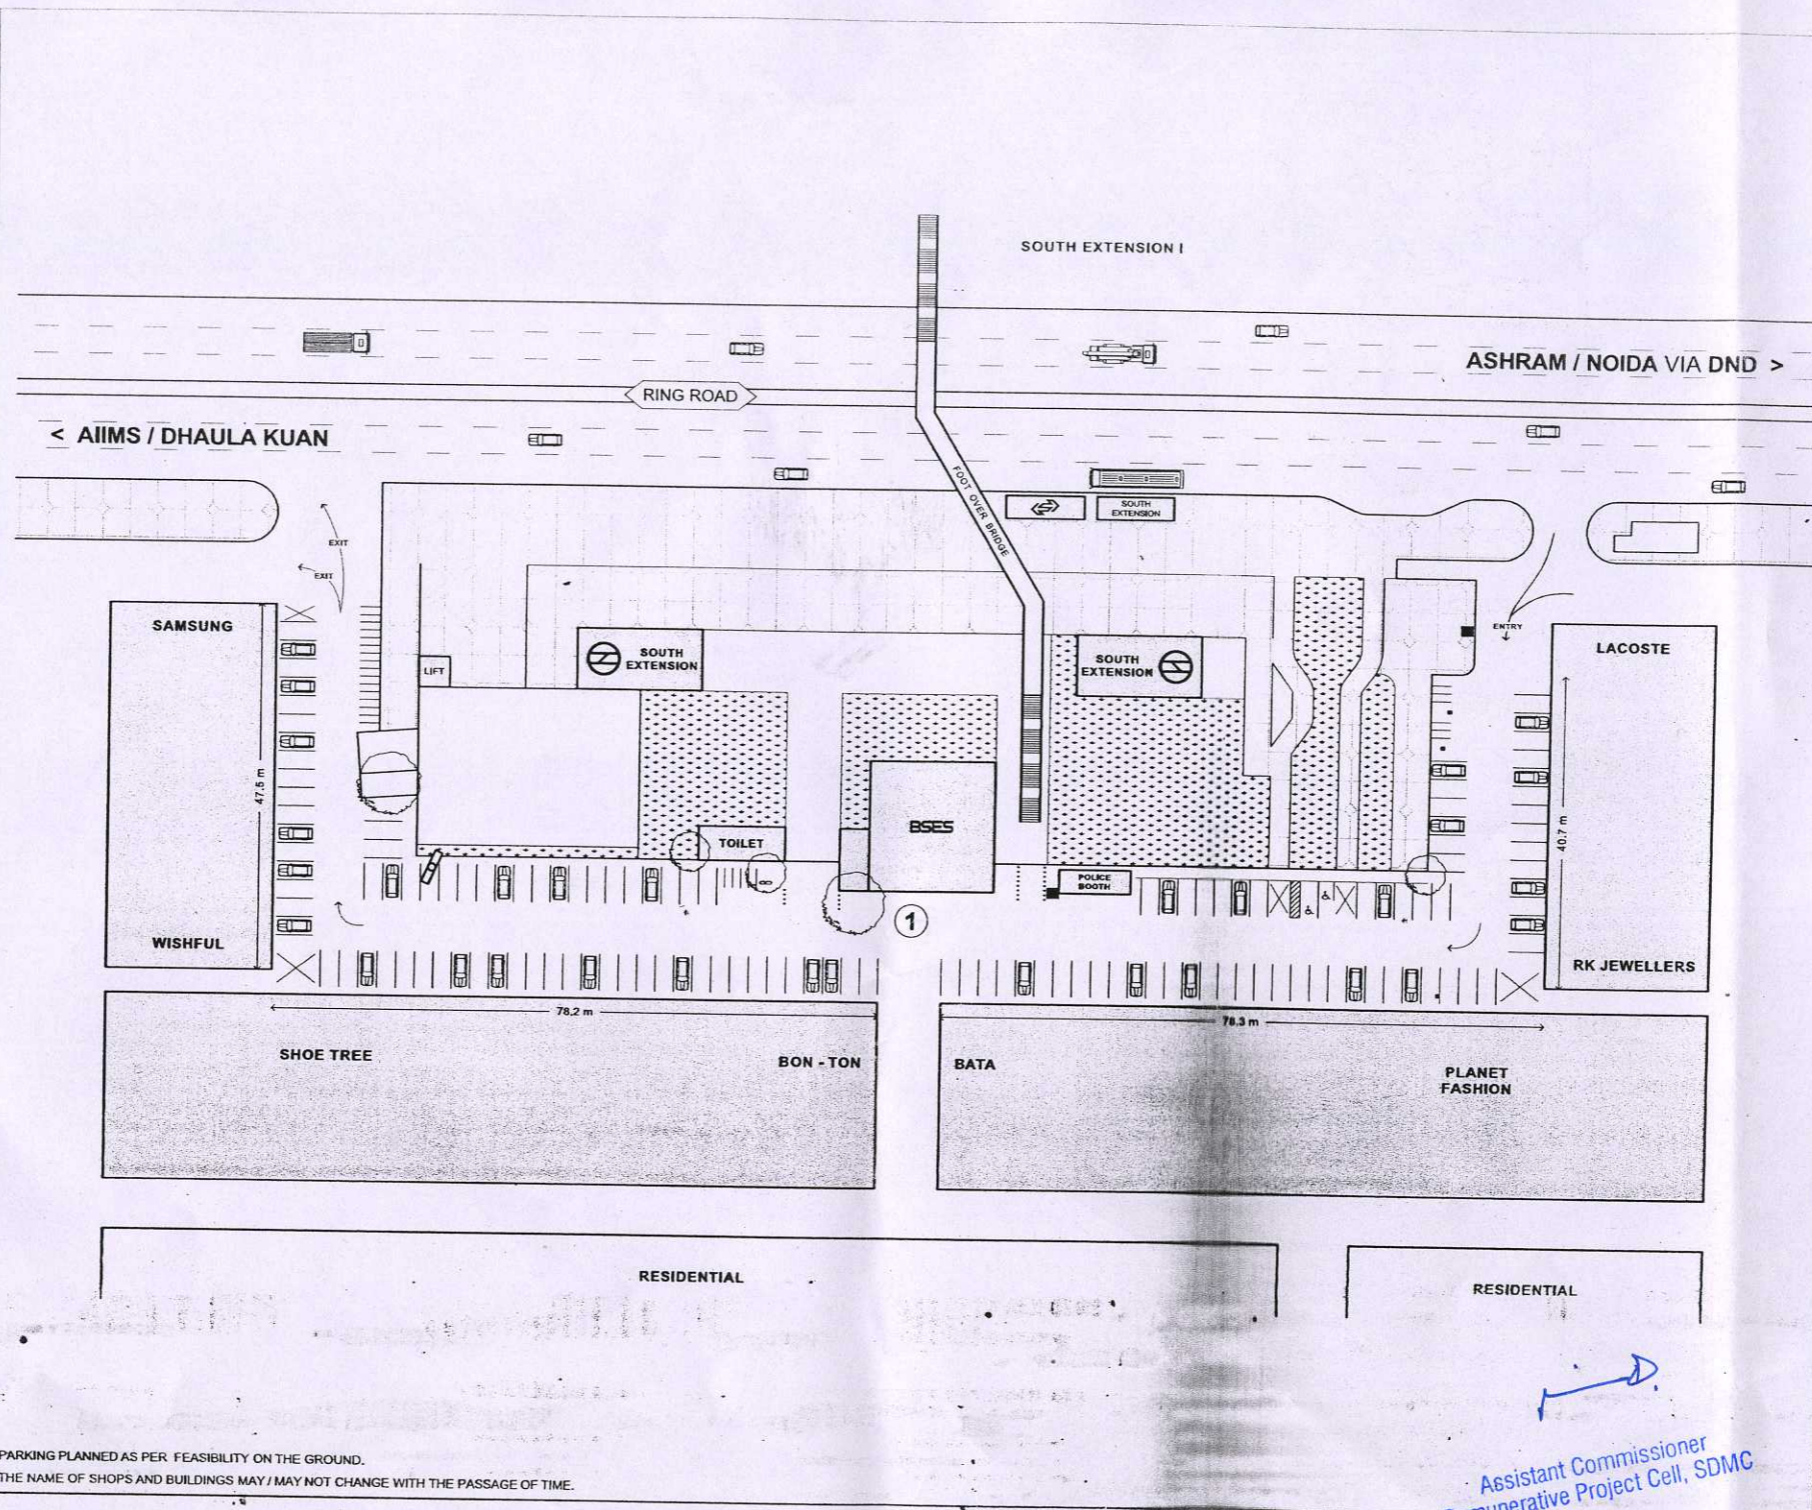 SOUTH EXTENSION I
ASHRAM / NOIDA VIA DND >
RING ROAD
< AIIMS / DHAULA KUAN
FOOT OVER BRIDGE
SOUTH
EXTENSION
EXIT
EXIT
ENTRY
SAMSUNG
LIFT
SOUTH
EXTENSION
SOUTH
EXTENSION
LACOSTE
47.5 m
BSES
TOILET
40.7 m
POLICE
BOOTH
1
WISHFUL
RK JEWELLERS
78.2 m
78.3 m
SHOE TREE
BON - TON
BATA
PLANET
FASHION
RESIDENTIAL
RESIDENTIAL
PARKING PLANNED AS PER FEASIBILITY ON THE GROUND.
THE NAME OF SHOPS AND BUILDINGS MAY / MAY NOT CHANGE WITH THE PASSAGE OF TIME.
Assistant Commissioner
Project Cell, SDMC